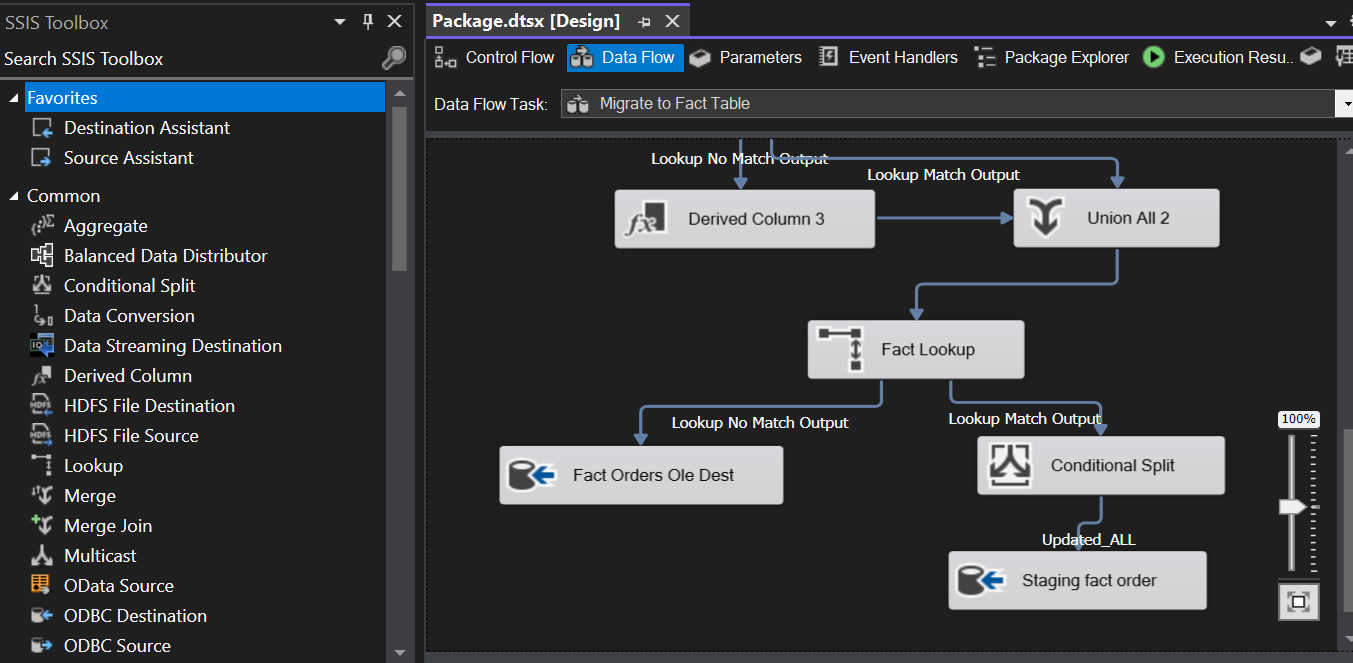 SSIS Toolbox
Search SSIS Toolbox
Favorites
Destination Assistant
Source Assistant
Common
Aggregate
Balanced Data Distributor
Conditional Split
Data Conversion
Data Streaming Destination
Derived Column
HDFS File Destination
HDFS File Source
Lookup
Merge
Merge Join
Multicast
OData Source
ODBC Destination
ODBC Source
Package.dtsx [Design]
Control Flow Data Flow Parameters Event Handlers Package Explorer Execution Resu..
Data Flow Task: Migrate to Fact Table
Lookup No Match Output
Lookup Match Output
Derived Column 3
Union All 2
Fact Lookup
Lookup No Match Output
Lookup Match Output
Fact Orders Ole Dest
Conditional Split
Updated_ALL
Staging fact order
100%